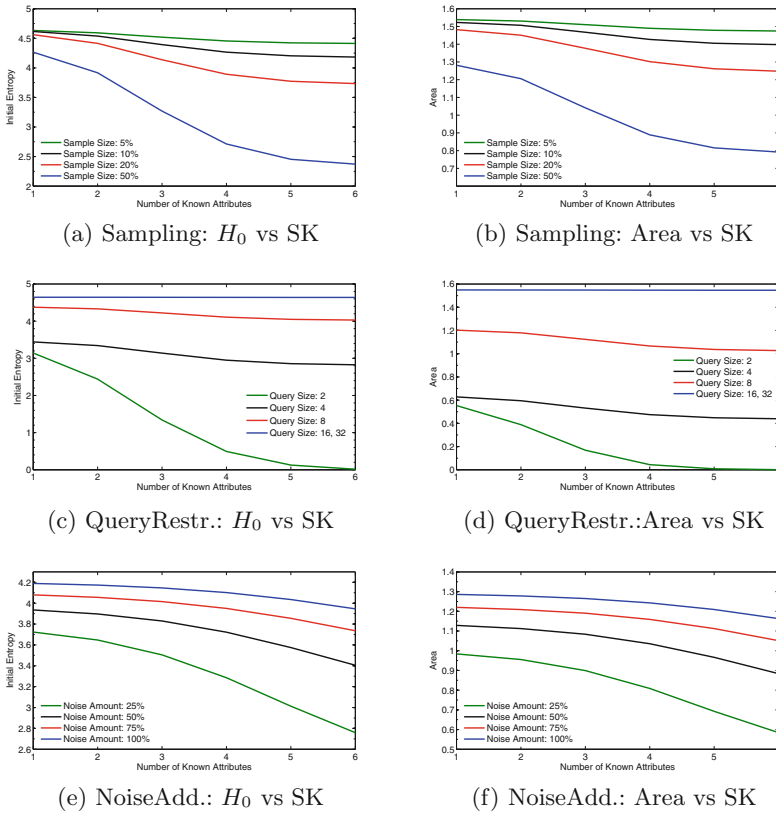 5
4.5
4
3.5
3
2.5
2
Initial Entropy
Sample Size: 5%
Sample Size: 10%
Sample Size: 20%
Sample Size: 50%
1 2 3 4 5 6
Number of Known Attributes
(a) Sampling: H0 vs SK
1.6
1.5
1.4
1.3
1.2
1.1
1
0.9
0.8
0.7
Area
Sample Size: 5%
Sample Size: 10%
Sample Size: 20%
Sample Size: 50%
1 2 3 4 5
Number of Known Attributes
(b) Sampling: Area vs SK
5
4
3
2
1
0
Initial Entropy
Query Size: 2
Query Size: 4
Query Size: 8
Query Size: 16, 32
1 2 3 4 5 6
Number of Known Attributes
(c) QueryRestr.: H0 vs SK
1.6
1.4
1.2
1
0.8
0.6
0.4
0.2
0
Area
Query Size: 2
Query Size: 4
Query Size: 8
Query Size: 16, 32
1 2 3 4 5
Number of Known Attributes
(d) QueryRestr.:Area vs SK
4.2
4
3.8
3.6
3.4
3.2
3
2.8
2.6
Initial Entropy
Noise Amount: 25%
Noise Amount: 50%
Noise Amount: 75%
Noise Amount: 100%
1 2 3 4 5 6
Number of Known Attributes
(e) NoiseAdd.: H0 vs SK
1.4
1.3
1.2
1.1
1
0.9
0.8
0.7
0.6
0.5
Area
Noise Amount: 25%
Noise Amount: 50%
Noise Amount: 75%
Noise Amount: 100%
1 2 3 4 5
Number of Known Attributes
(f) NoiseAdd.: Area vs SK